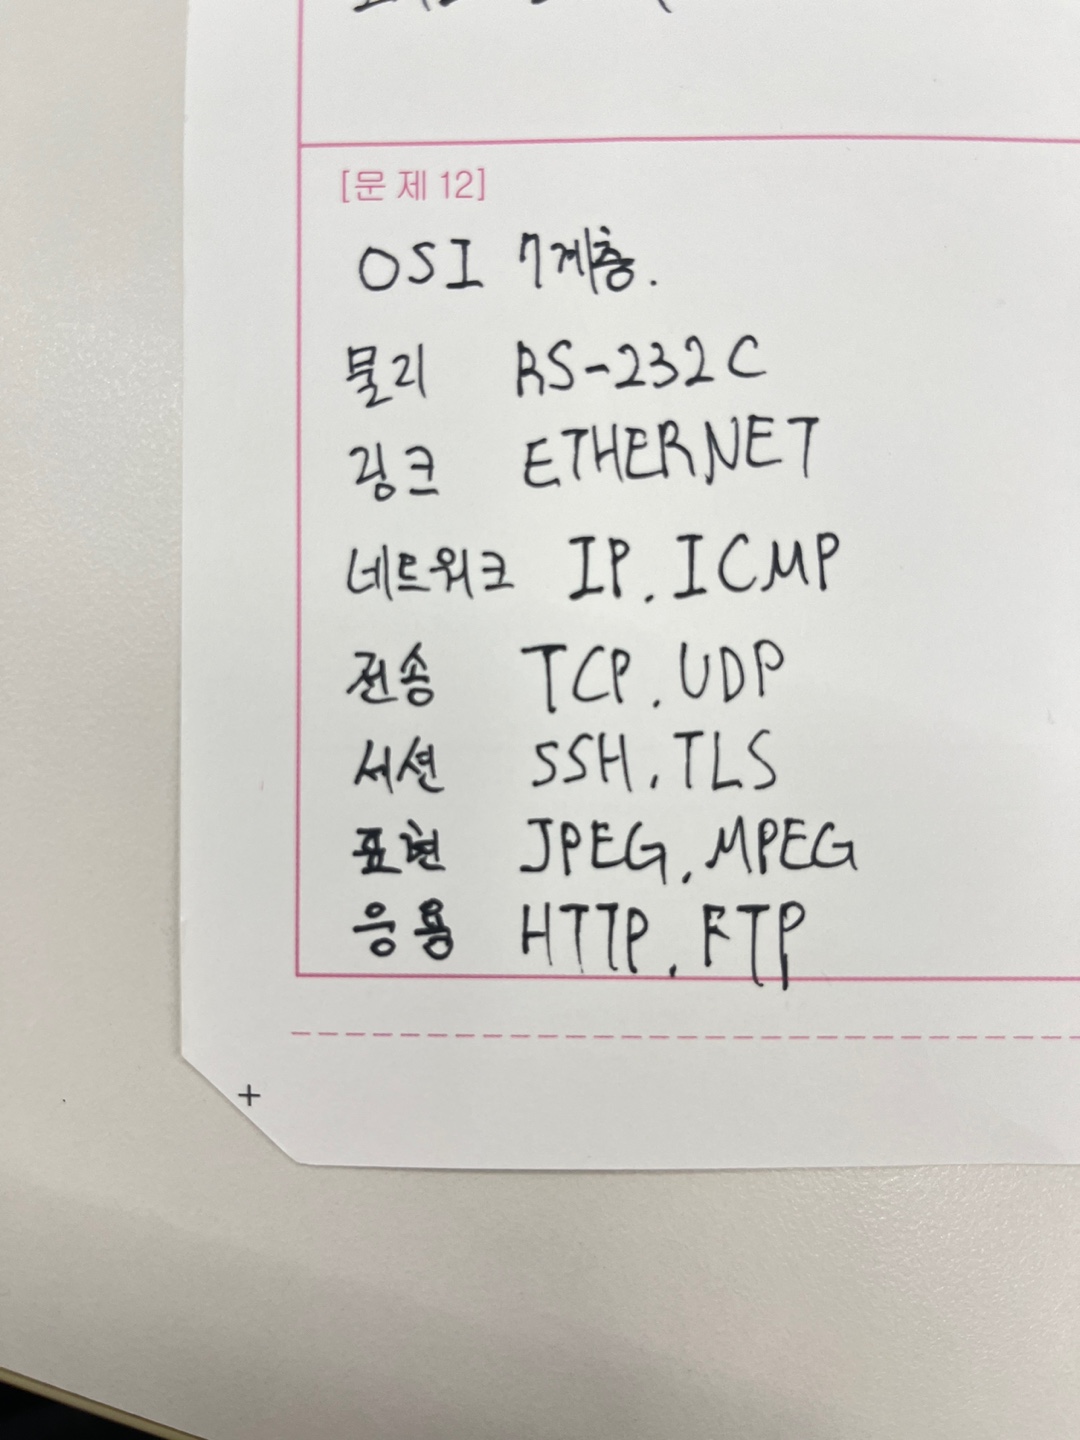 [문 제 12]
OSI 7계층.
물리 RS-232C
링크 ETHERNET
네트워크 IP, ICMP
전송 TCP, UDP
세션 SSH, TLS
표현 JPEG, MPEG
응용 HTTP, FTP
+